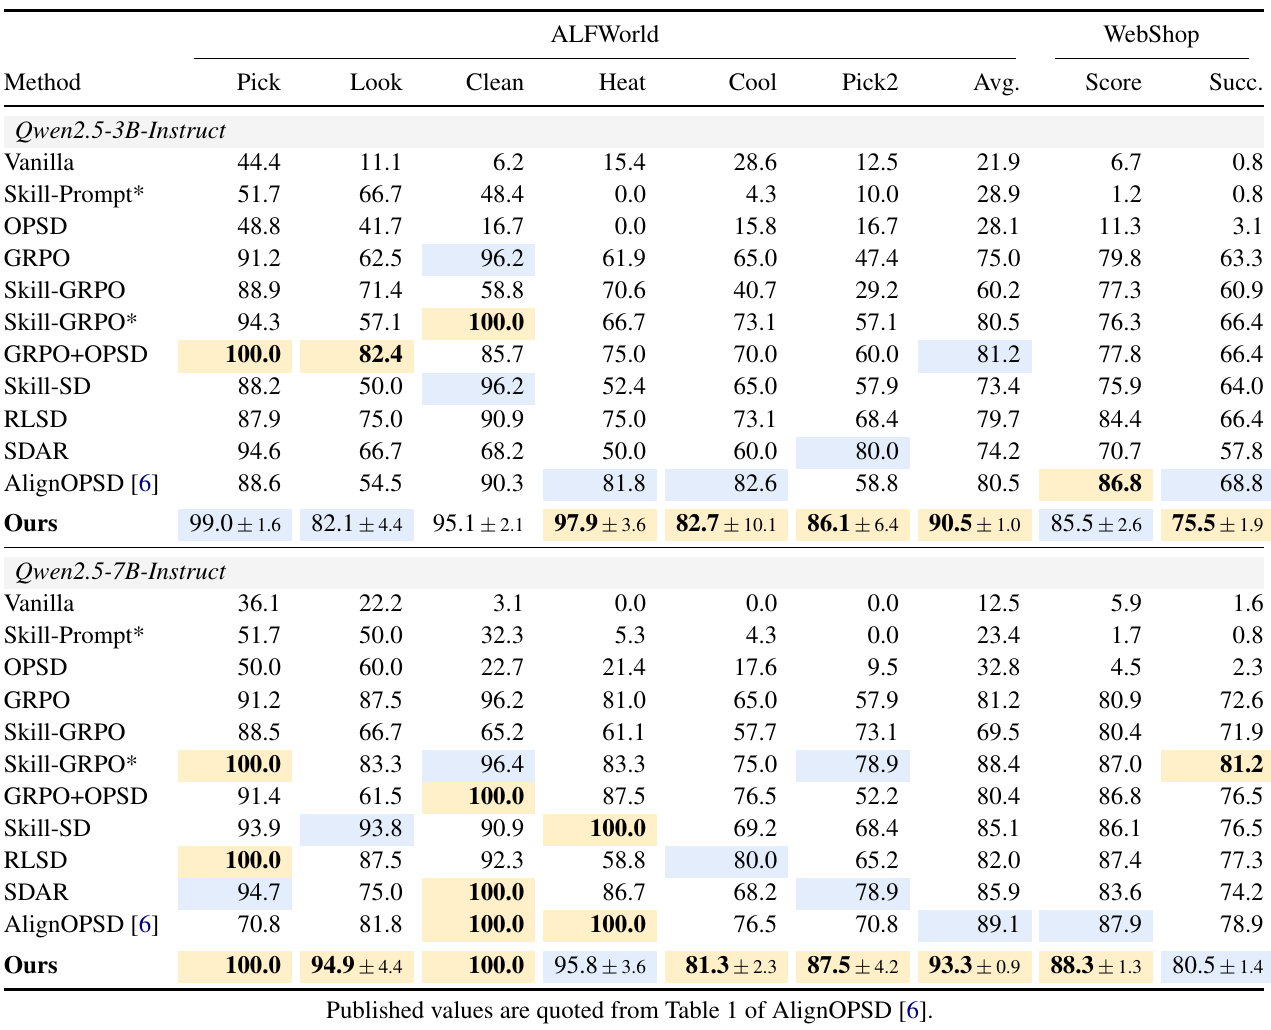 ALFWorld WebShop
Method Pick Look Clean Heat Cool Pick2 Avg. Score Succ.
Qwen2.5-3B-Instruct
Vanilla 44.4 11.1 6.2 15.4 28.6 12.5 21.9 6.7 0.8
Skill-Prompt* 51.7 66.7 48.4 0.0 4.3 10.0 28.9 1.2 0.8
OPSD 48.8 41.7 16.7 0.0 15.8 16.7 28.1 11.3 3.1
GRPO 91.2 62.5 96.2 61.9 65.0 47.4 75.0 79.8 63.3
Skill-GRPO 88.9 71.4 58.8 70.6 40.7 29.2 60.2 77.3 60.9
Skill-GRPO* 94.3 57.1 100.0 66.7 73.1 57.1 80.5 76.3 66.4
GRPO+OPSD 100.0 82.4 85.7 75.0 70.0 60.0 81.2 77.8 66.4
Skill-SD 88.2 50.0 96.2 52.4 65.0 57.9 73.4 75.9 64.0
RLSD 87.9 75.0 90.9 75.0 73.1 68.4 79.7 84.4 66.4
SDAR 94.6 66.7 68.2 50.0 60.0 80.0 74.2 70.7 57.8
AlignOPSD [6] 88.6 54.5 90.3 81.8 82.6 58.8 80.5 86.8 68.8
Ours 99.0 ± 1.6 82.1 ± 4.4 95.1 ± 2.1 97.9 ± 3.6 82.7 ± 10.1 86.1 ± 6.4 90.5 ± 1.0 85.5 ± 2.6 75.5 ± 1.9
Qwen2.5-7B-Instruct
Vanilla 36.1 22.2 3.1 0.0 0.0 0.0 12.5 5.9 1.6
Skill-Prompt* 51.7 50.0 32.3 5.3 4.3 0.0 23.4 1.7 0.8
OPSD 50.0 60.0 22.7 21.4 17.6 9.5 32.8 4.5 2.3
GRPO 91.2 87.5 96.2 81.0 65.0 57.9 81.2 80.9 72.6
Skill-GRPO 88.5 66.7 65.2 61.1 57.7 73.1 69.5 80.4 71.9
Skill-GRPO* 100.0 83.3 96.4 83.3 75.0 78.9 88.4 87.0 81.2
GRPO+OPSD 91.4 61.5 100.0 87.5 76.5 52.2 80.4 86.8 76.5
Skill-SD 93.9 93.8 90.9 100.0 69.2 68.4 85.1 86.1 76.5
RLSD 100.0 87.5 92.3 58.8 80.0 65.2 82.0 87.4 77.3
SDAR 94.7 75.0 100.0 86.7 68.2 78.9 85.9 83.6 74.2
AlignOPSD [6] 70.8 81.8 100.0 100.0 76.5 70.8 89.1 87.9 78.9
Ours 100.0 94.9 ± 4.4 100.0 95.8 ± 3.6 81.3 ± 2.3 87.5 ± 4.2 93.3 ± 0.9 88.3 ± 1.3 80.5 ± 1.4
Published values are quoted from Table 1 of AlignOPSD [6].